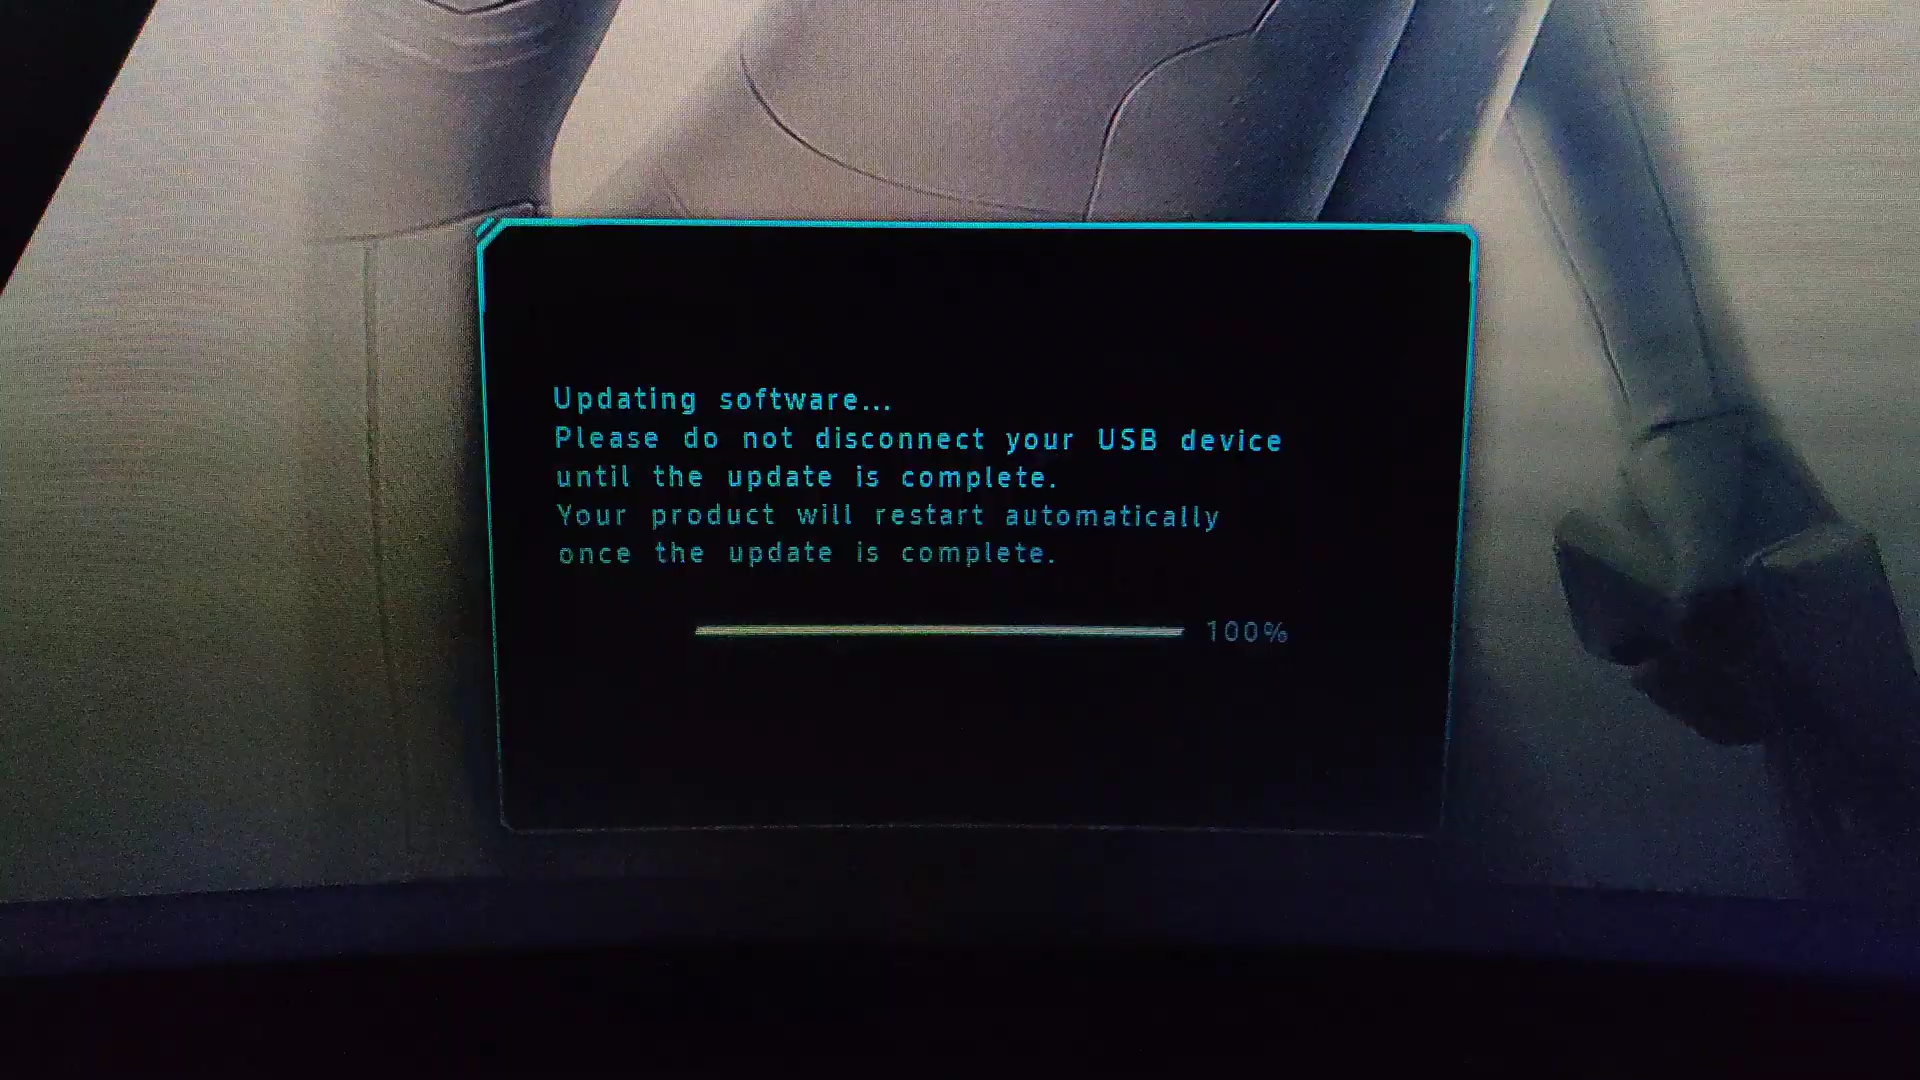 Updating software...
Please do not disconnect your USB device
until the update is complete.
Your product will restart automatically
once the update is complete.
100%